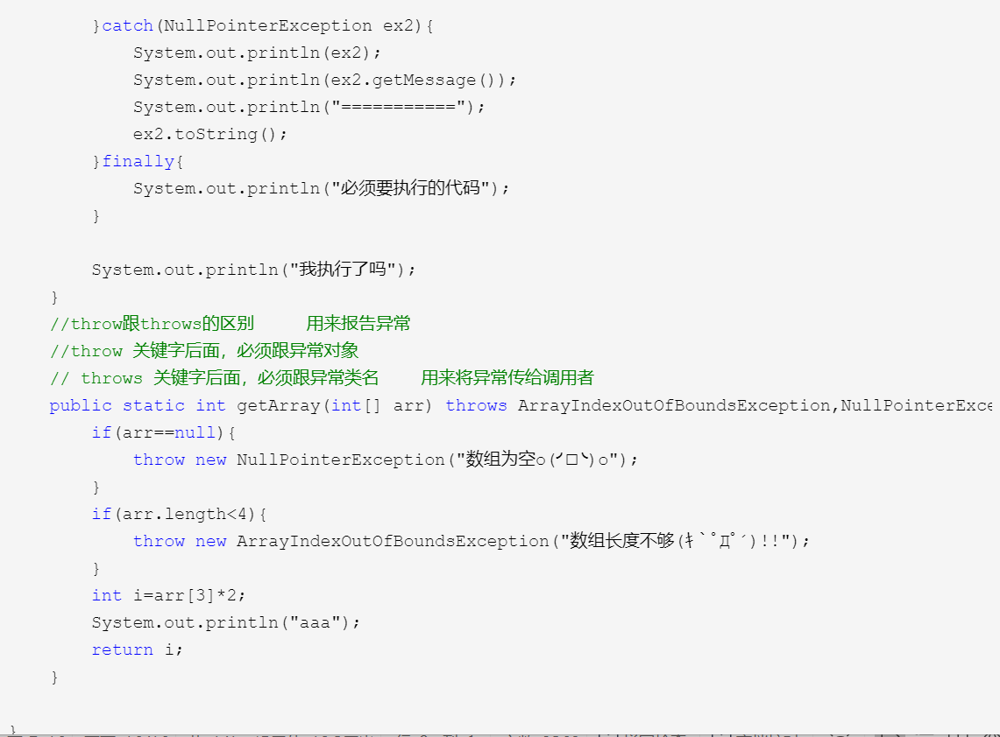 }catch(NullPointerException ex2){
System.out.println(ex2);
System.out.println(ex2.getMessage());
System.out.println("===========");
ex2.toString();
}finally{
System.out.println("必须要执行的代码");
}
System.out.println("我执行了吗");
}
//throw跟throws的区别 用来报告异常
//throw 关键字后面，必须跟异常对象
// throws 关键字后面，必须跟异常类名 用来将异常传给调用者
public static int getArray(int[] arr) throws ArrayIndexOutOfBoundsException,NullPointerExce
if(arr==null){
throw new NullPointerException("数组为空o(╯□╰)o");
}
if(arr.length<4){
throw new ArrayIndexOutOfBoundsException("数组长度不够(ｷ`ﾟДﾟ´)!!");
}
int i=arr[3]*2;
System.out.println("aaa");
return i;
}
}